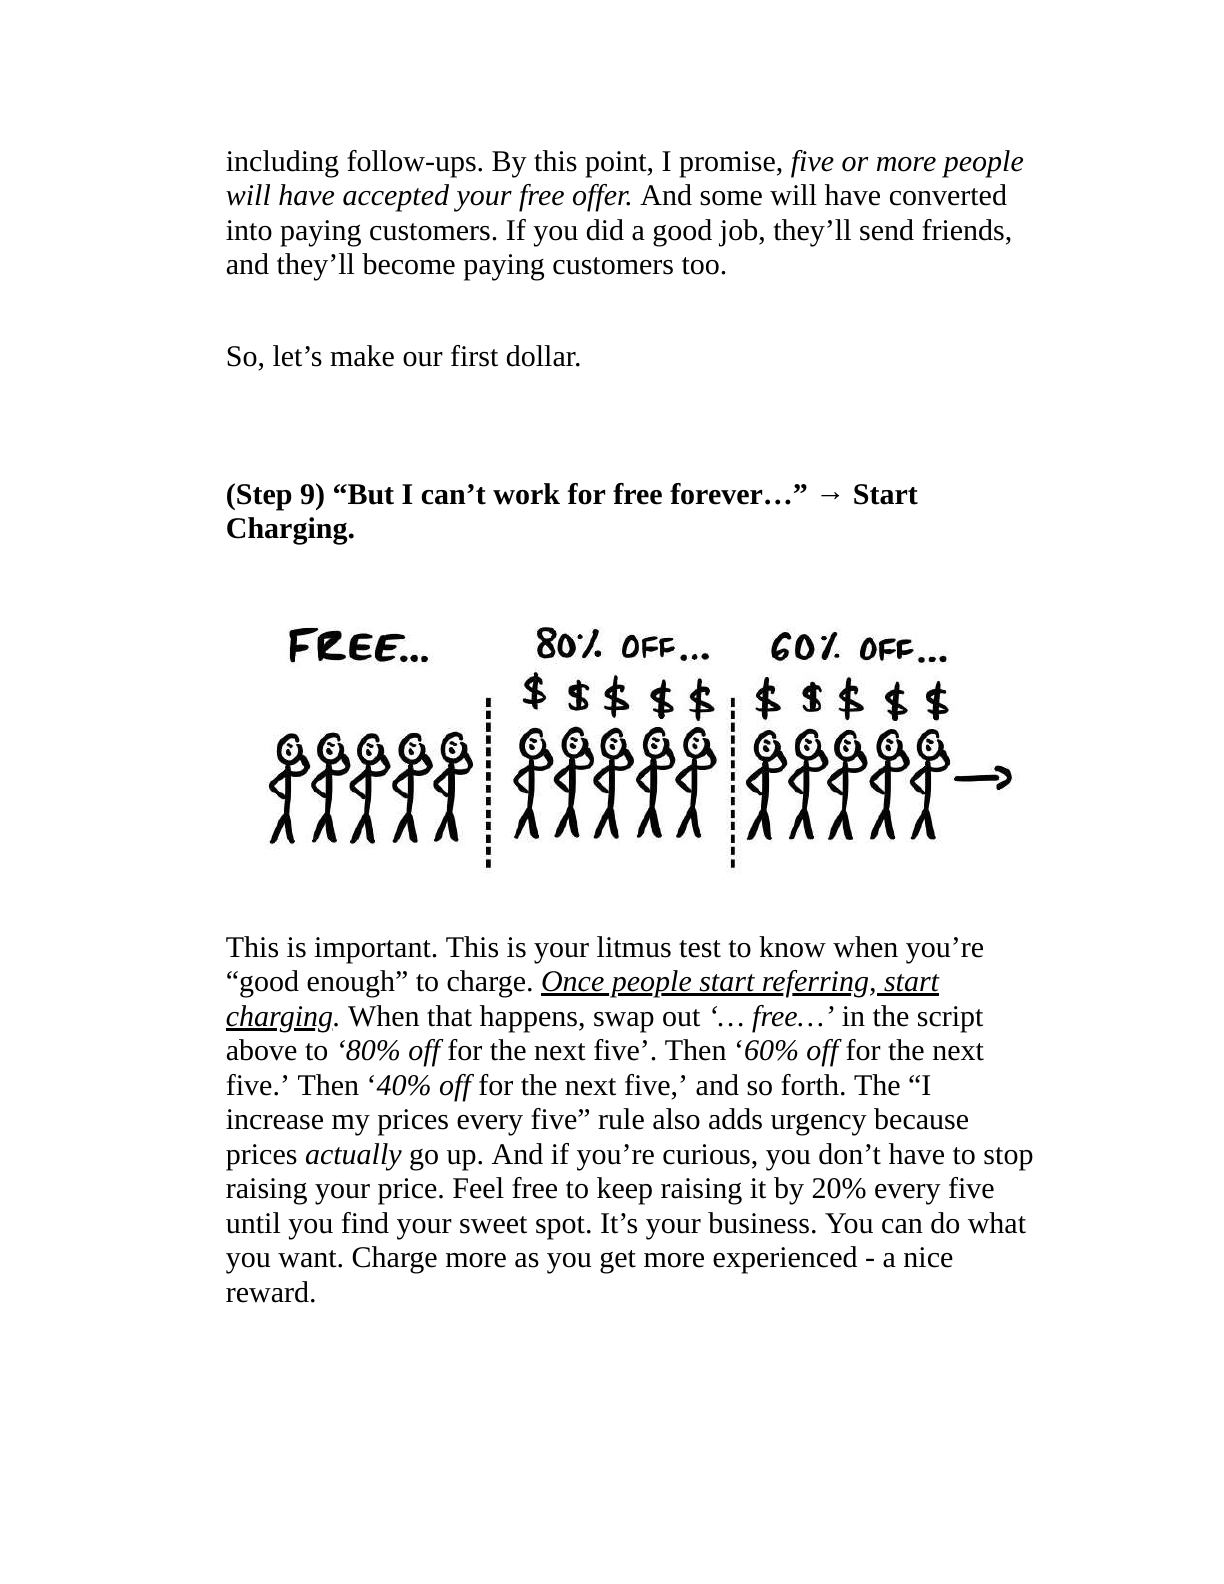 including follow-ups. By this point, I promise, five or more people
will have accepted your free offer. And some will have converted
into paying customers. If you did a good job, they’ll send friends,
and they’ll become paying customers too.
So, let’s make our first dollar.
(Step 9) “But I can’t work for free forever…” → Start
Charging.
FREE...
80% OFF...
60% OFF...
$ $ $ $ $
$ $ $ $ $
This is important. This is your litmus test to know when you’re
“good enough” to charge. Once people start referring, start
charging. When that happens, swap out ‘… free…’ in the script
above to ‘80% off for the next five’. Then ‘60% off for the next
five.’ Then ‘40% off for the next five,’ and so forth. The “I
increase my prices every five” rule also adds urgency because
prices actually go up. And if you’re curious, you don’t have to stop
raising your price. Feel free to keep raising it by 20% every five
until you find your sweet spot. It’s your business. You can do what
you want. Charge more as you get more experienced - a nice
reward.